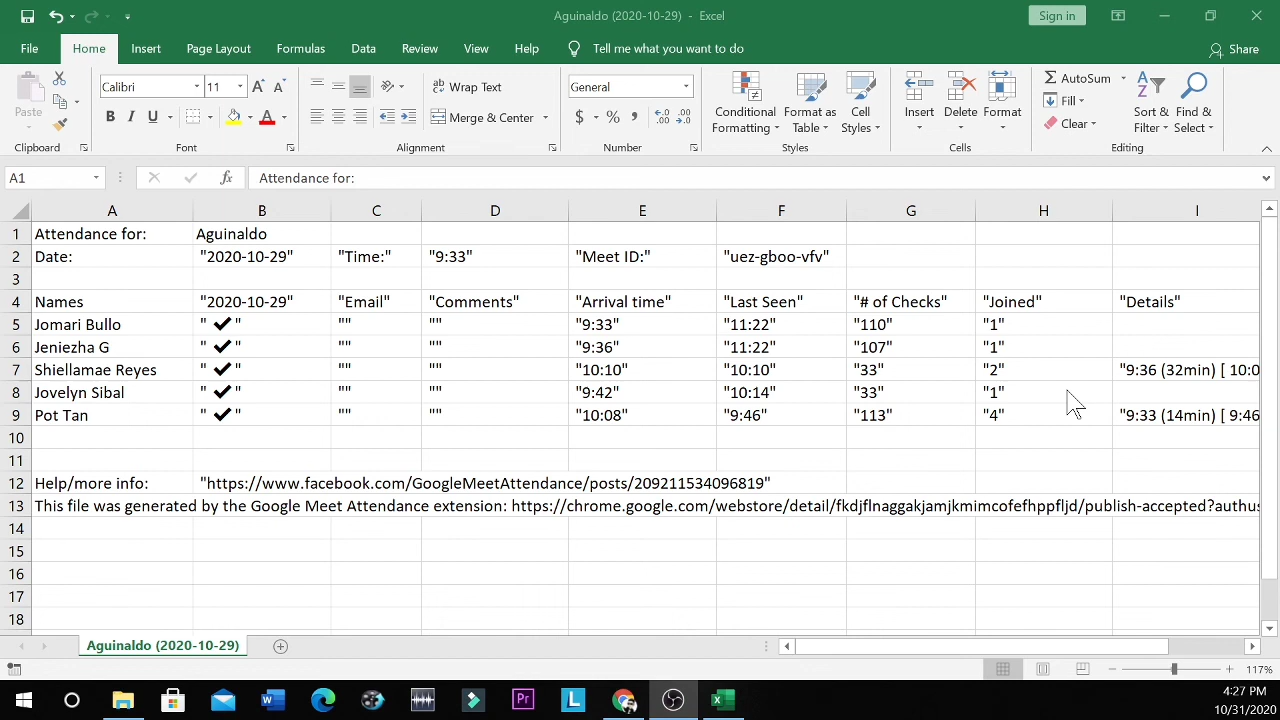 Aguinaldo (2020-10-29) - Excel
Sign in
File Home Insert Page Layout Formulas Data Review View Help Tell me what you want to do Share
Paste
Clipboard
Calibri 11
B I U
Font
Wrap Text
Merge & Center
Alignment
General
$ % ,
Number
Conditional Formatting
Format as Table
Cell Styles
Styles
Insert Delete Format
Cells
AutoSum
Fill
Clear
Sort & Filter
Find & Select
Editing
A1 fx Attendance for:
A B C D E F G H I
1 Attendance for: Aguinaldo
2 Date: "2020-10-29" "Time:" "9:33" "Meet ID:" "uez-gboo-vfv"
3
4 Names "2020-10-29" "Email" "Comments" "Arrival time" "Last Seen" "# of Checks" "Joined" "Details"
5 Jomari Bullo " ✔ " "" "" "9:33" "11:22" "110" "1"
6 Jeniezha G " ✔ " "" "" "9:36" "11:22" "107" "1"
7 Shiellamae Reyes " ✔ " "" "" "10:10" "10:10" "33" "2" "9:36 (32min) [ 10:0
8 Jovelyn Sibal " ✔ " "" "" "9:42" "10:14" "33" "1"
9 Pot Tan " ✔ " "" "" "10:08" "9:46" "113" "4" "9:33 (14min) [ 9:46
10
11
12 Help/more info: "https://www.facebook.com/GoogleMeetAttendance/posts/209211534096819"
13 This file was generated by the Google Meet Attendance extension: https://chrome.google.com/webstore/detail/fkdjflnaggakjamjkmimcofefhppfljd/publish-accepted?authus
14
15
16
17
18
Aguinaldo (2020-10-29)
117%
4:27 PM
10/31/2020